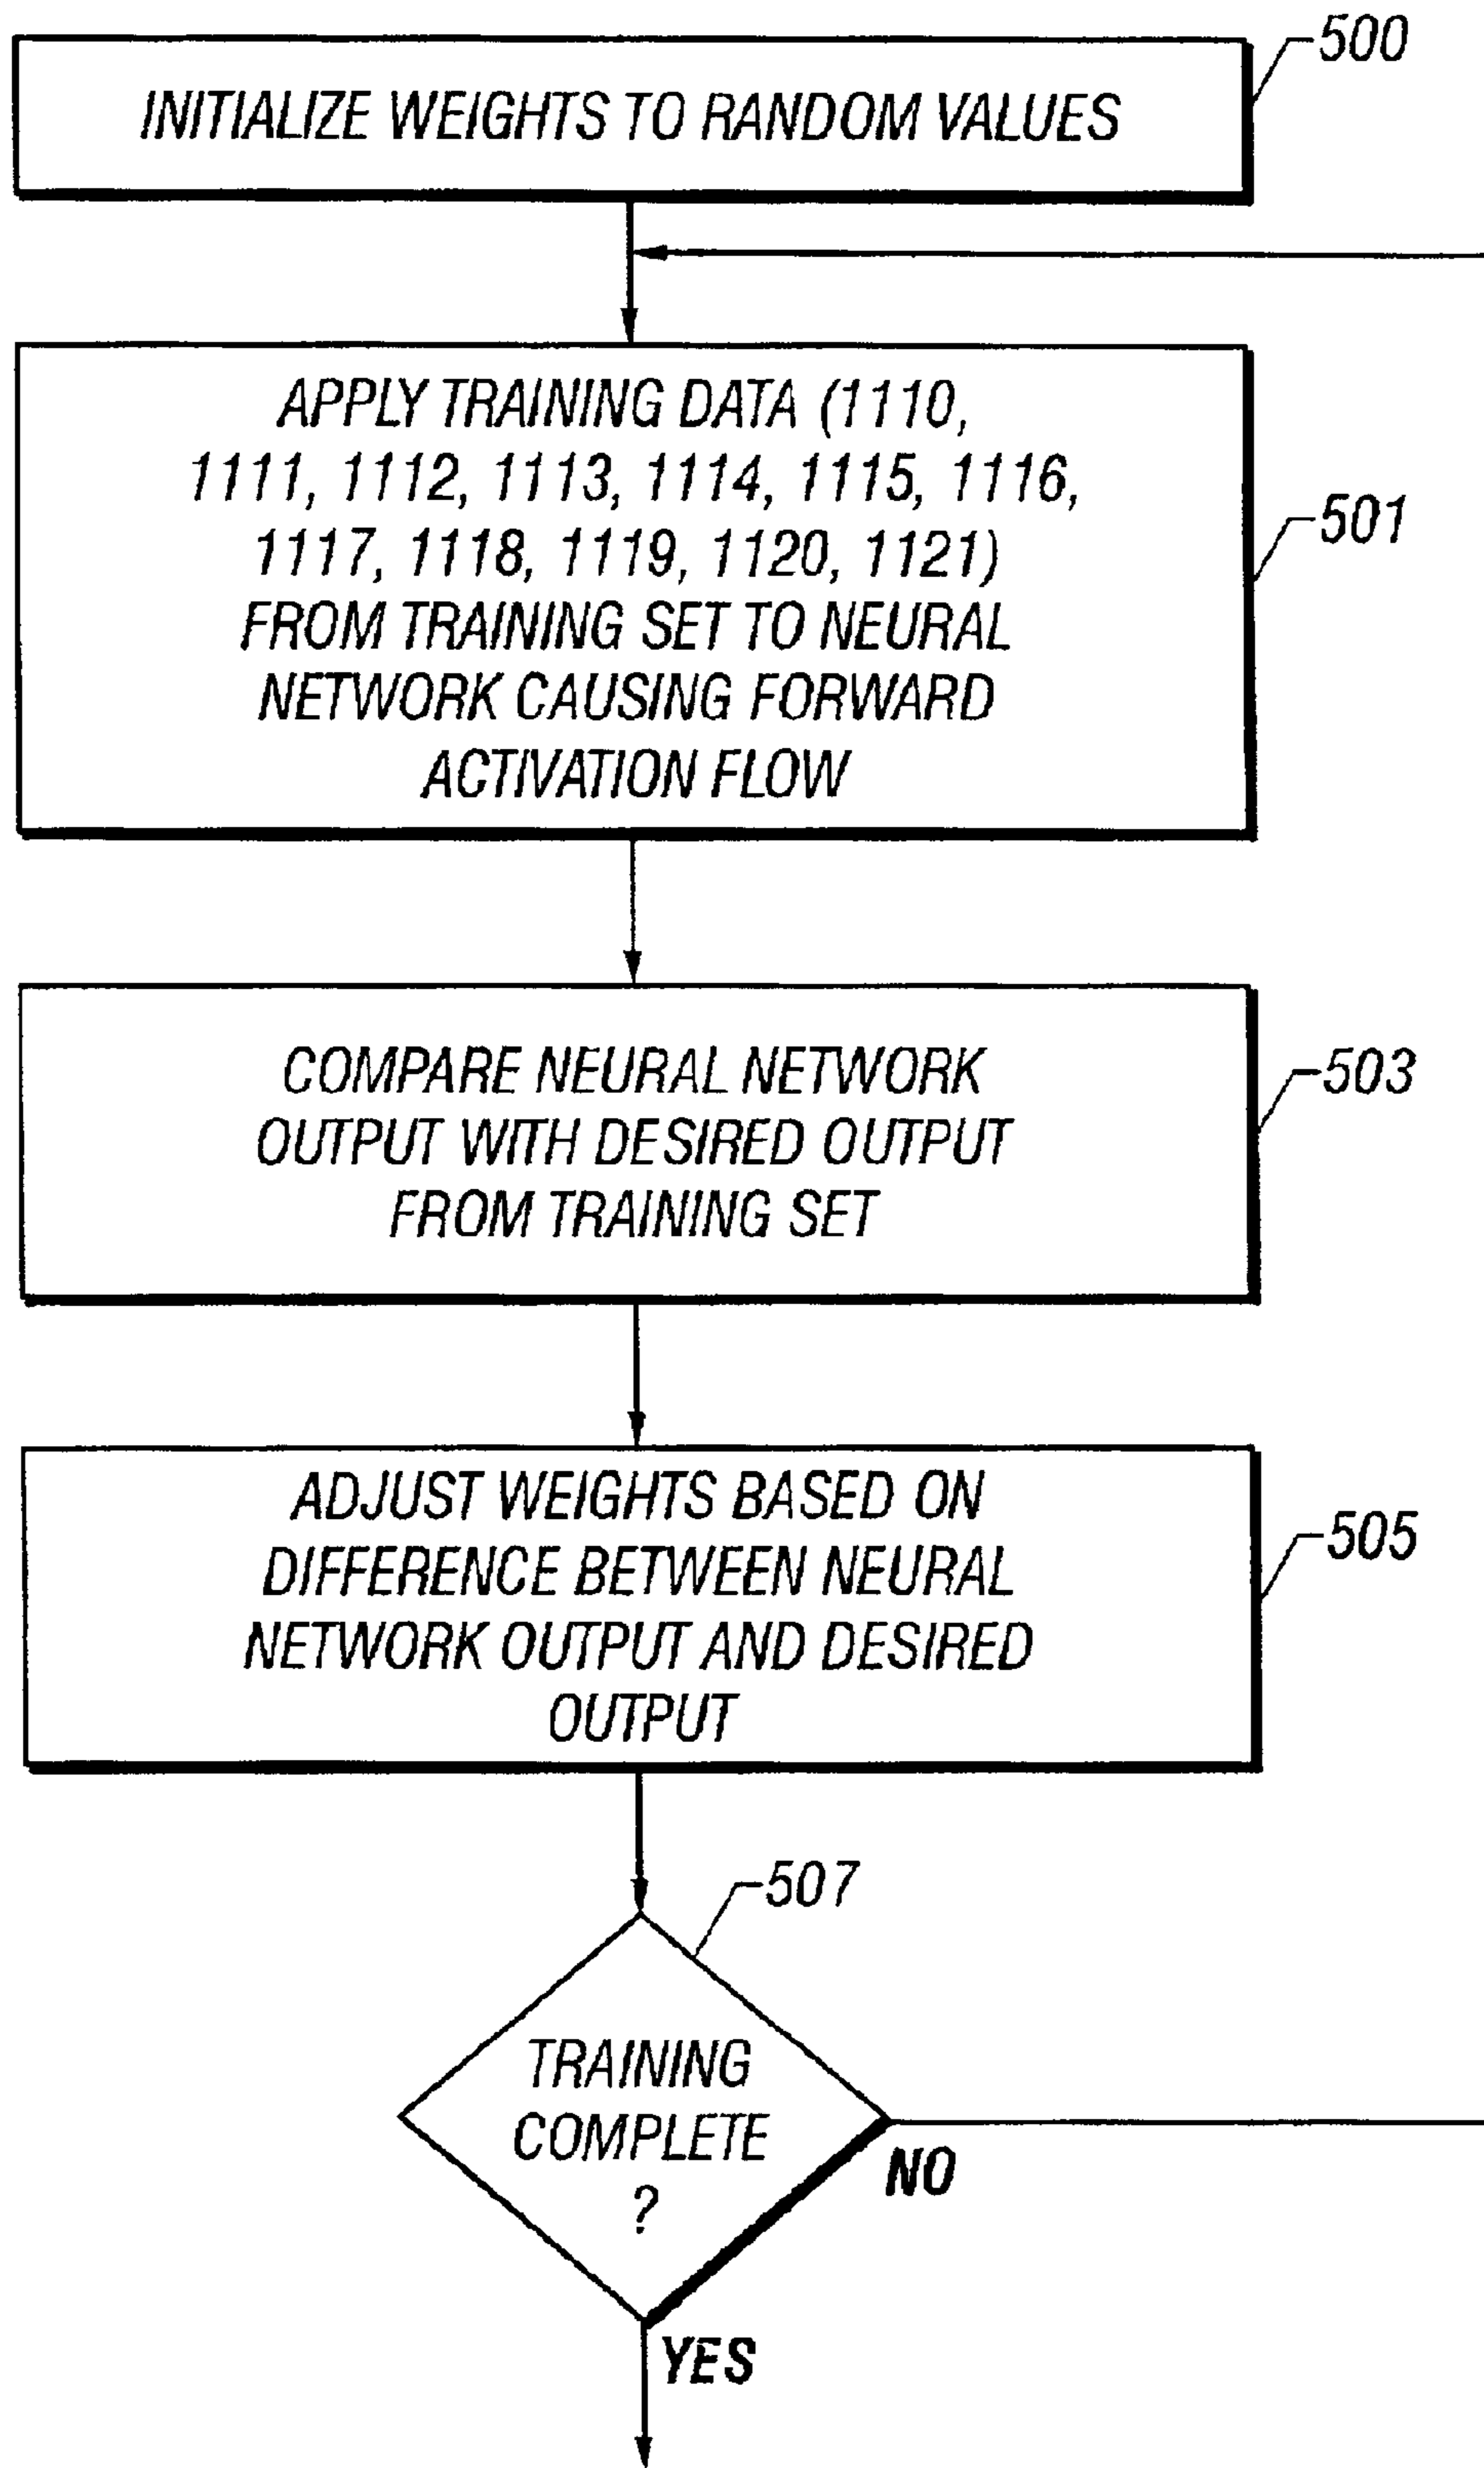 500
INITIALIZE WEIGHTS TO RANDOM VALUES
APPLY TRAINING DATA (1110,
1111, 1112, 1113, 1114, 1115, 1116,
1117, 1118, 1119, 1120, 1121)
FROM TRAINING SET TO NEURAL
NETWORK CAUSING FORWARD
ACTIVATION FLOW
501
COMPARE NEURAL NETWORK
OUTPUT WITH DESIRED OUTPUT
FROM TRAINING SET
503
ADJUST WEIGHTS BASED ON
DIFFERENCE BETWEEN NEURAL
NETWORK OUTPUT AND DESIRED
OUTPUT
505
507
TRAINING
COMPLETE
?
NO
YES